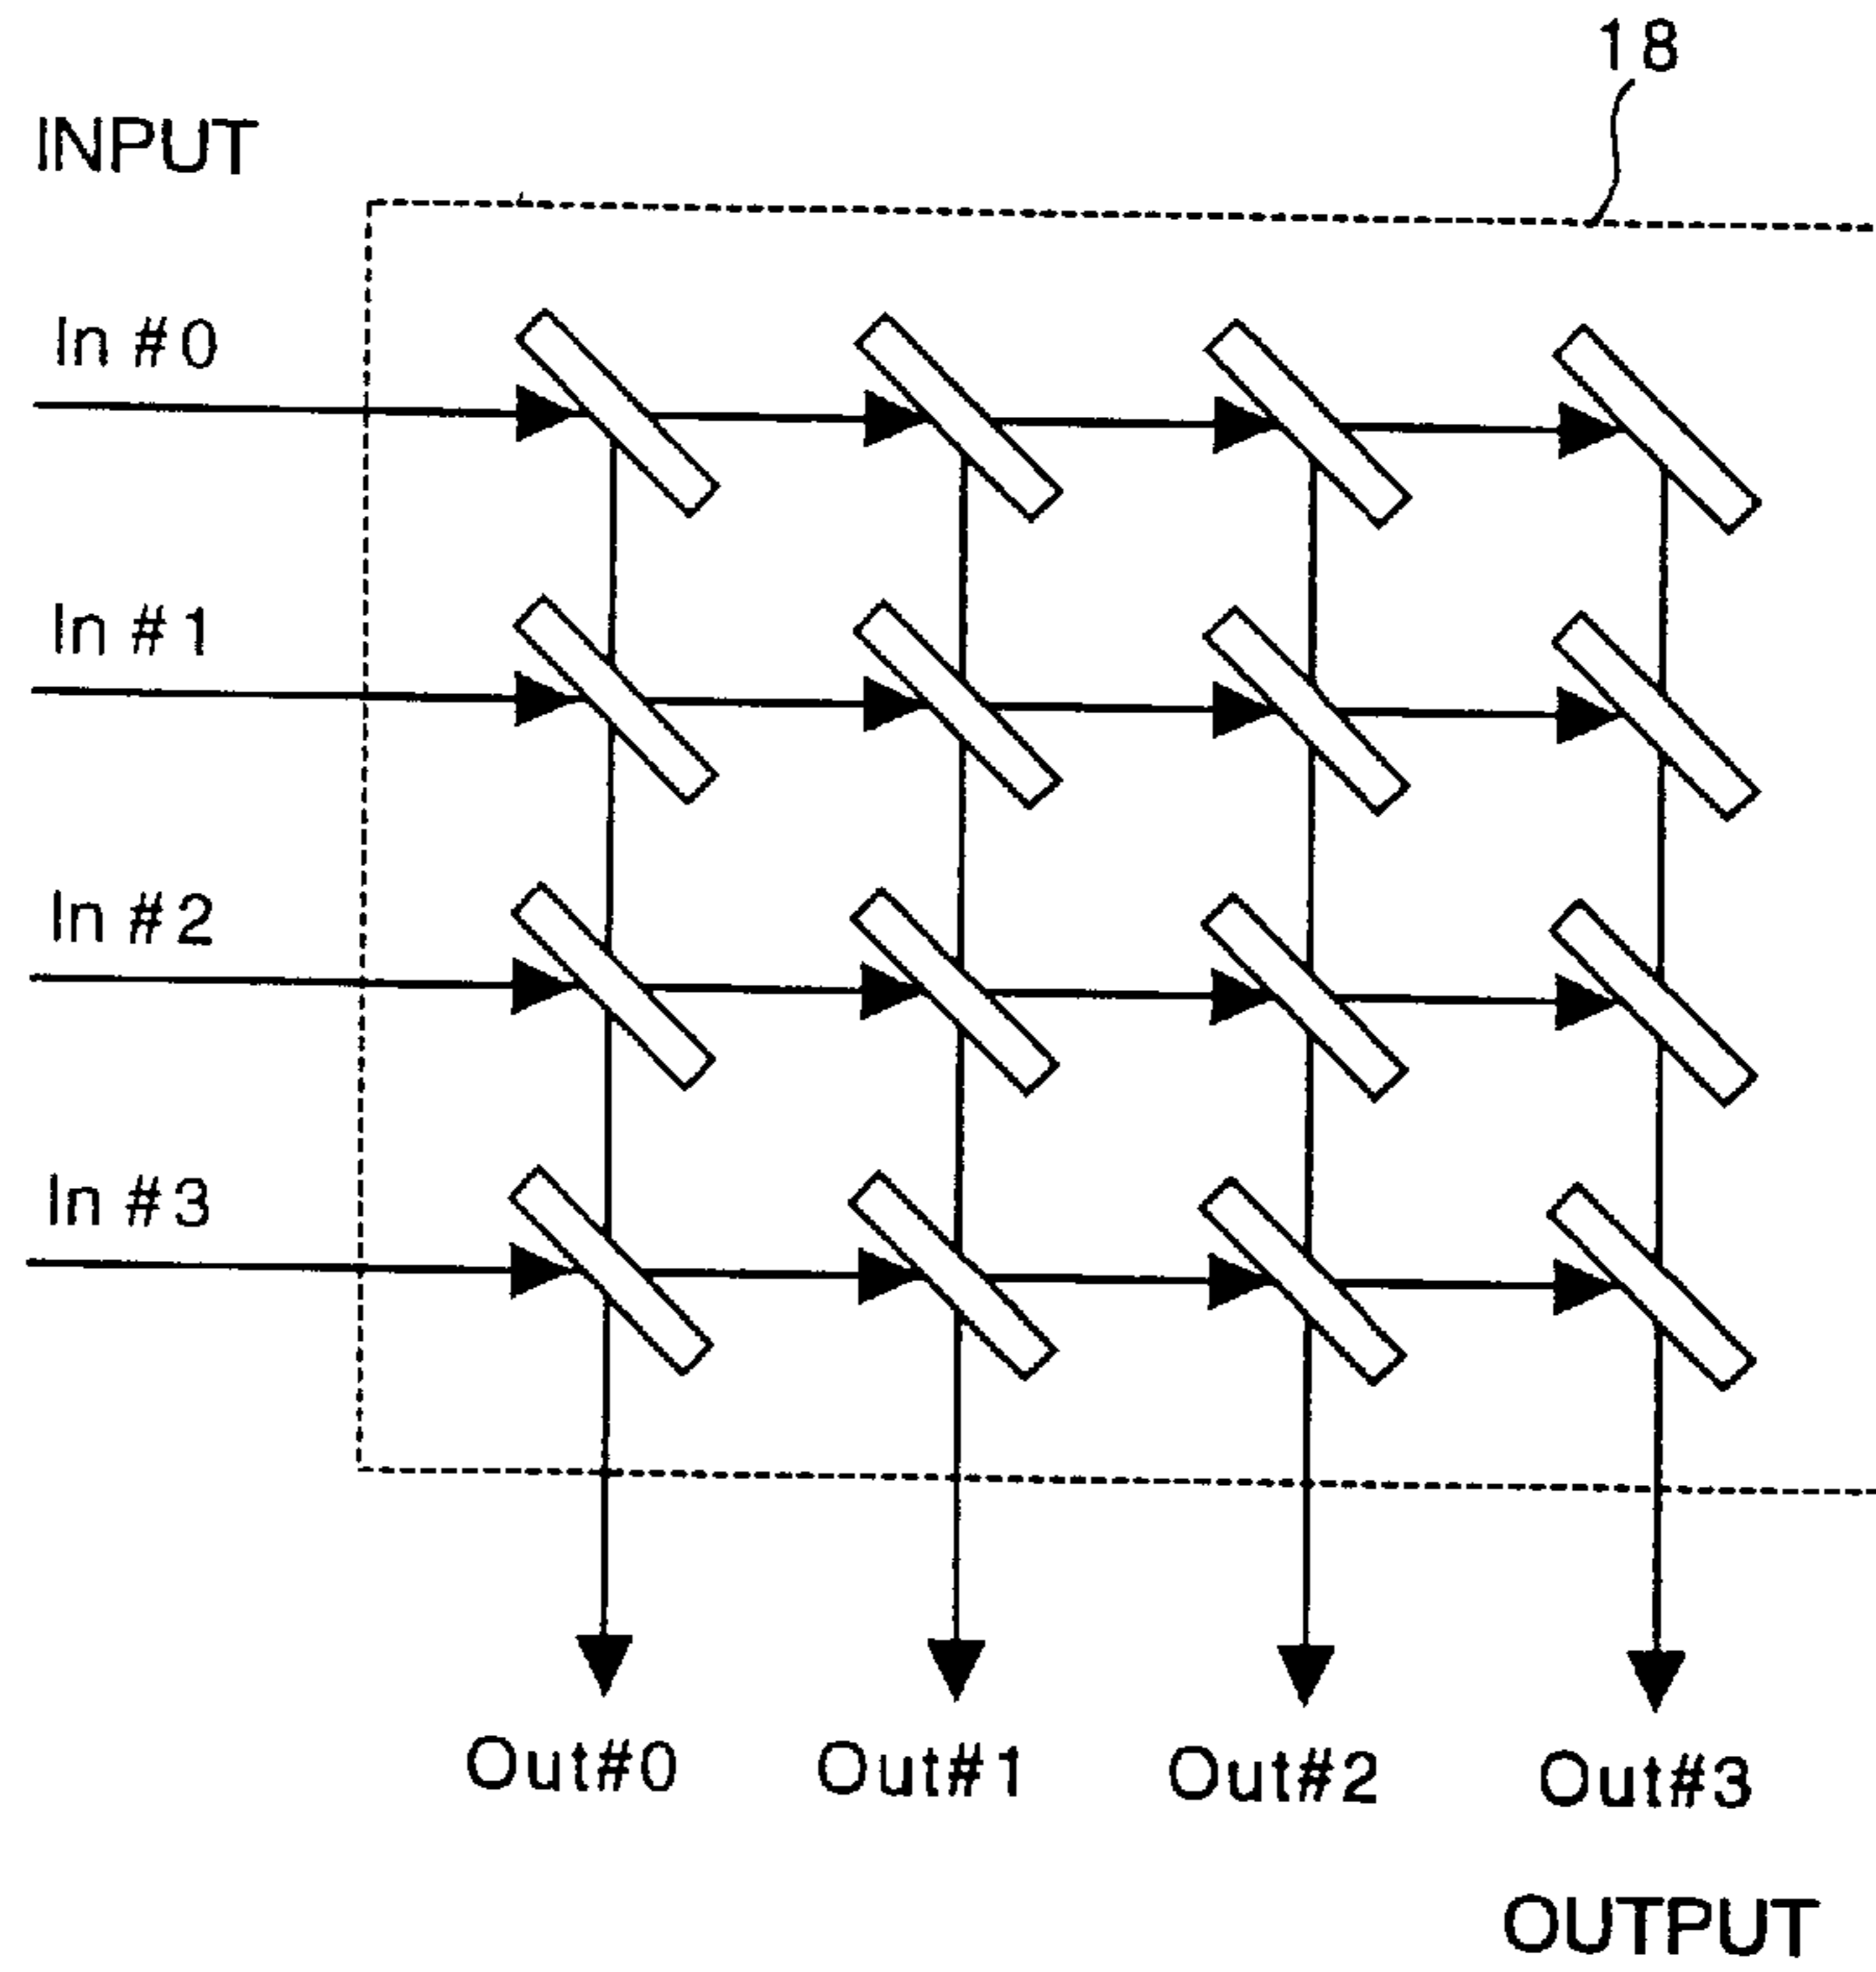 18
INPUT
In #0
In #1
In #2
In #3
Out#0 Out#1 Out#2 Out#3
OUTPUT